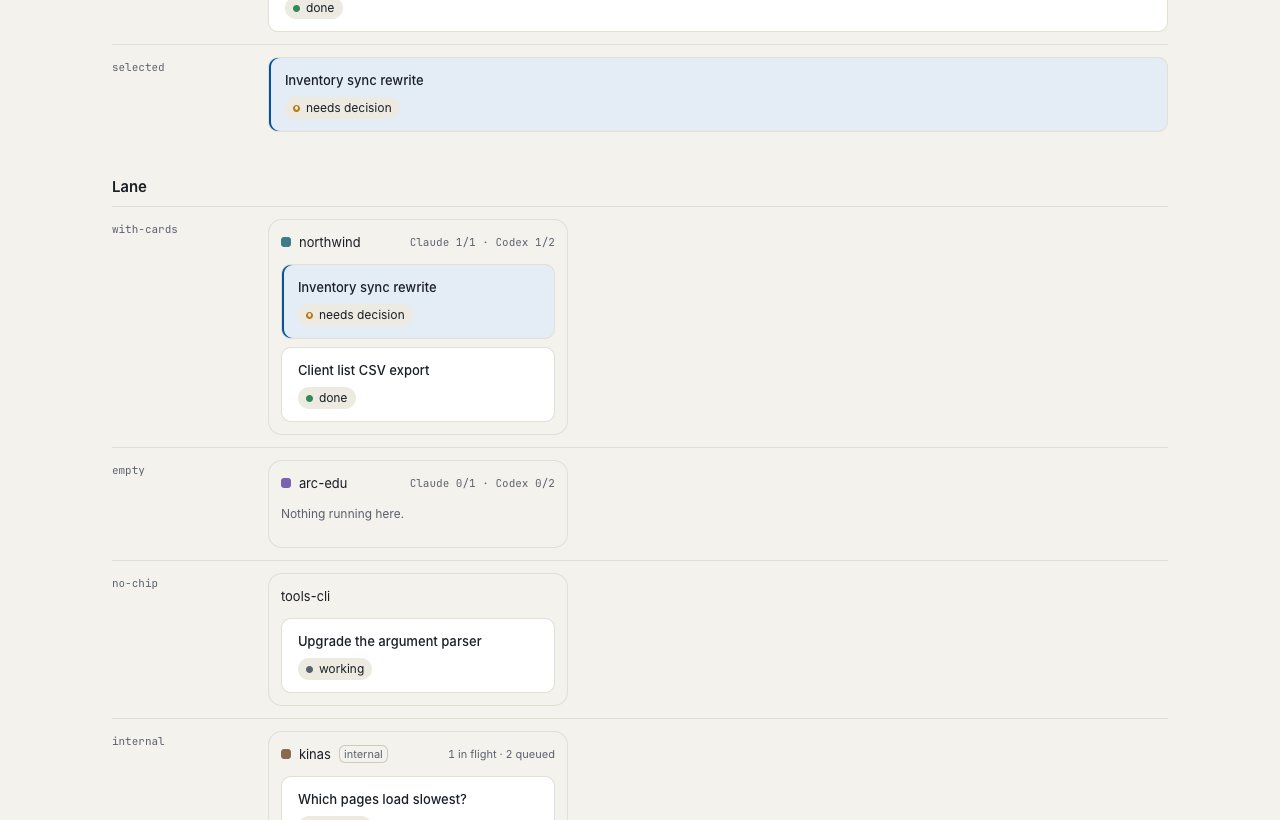 done
selected
Inventory sync rewrite
needs decision
Lane
with-cards
northwind
Claude 1/1 · Codex 1/2
Inventory sync rewrite
needs decision
Client list CSV export
done
empty
arc-edu
Claude 0/1 · Codex 0/2
Nothing running here.
no-chip
tools-cli
Upgrade the argument parser
working
internal
kinas
internal
1 in flight · 2 queued
Which pages load slowest?